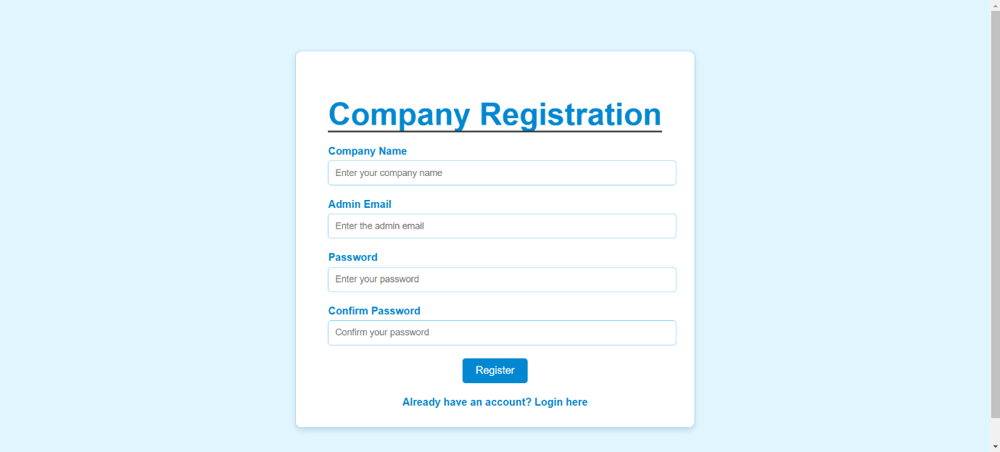 Company Registration
Company Name
Enter your company name
Admin Email
Enter the admin email
Password
Enter your password
Confirm Password
Confirm your password
Register
Already have an account? Login here